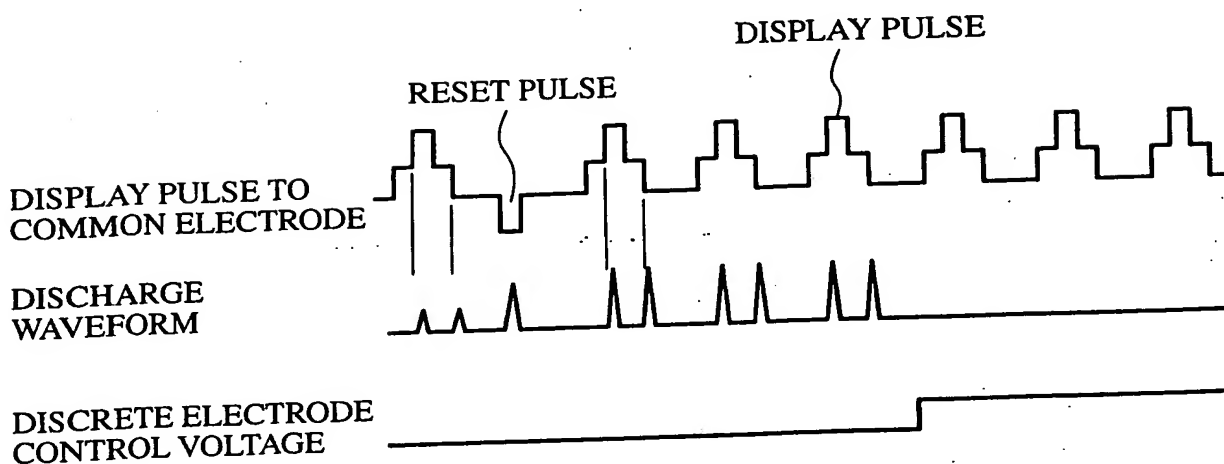 DISPLAY PULSE
RESET PULSE
DISPLAY PULSE TO
COMMON ELECTRODE
DISCHARGE
WAVEFORM
DISCRETE ELECTRODE
CONTROL VOLTAGE